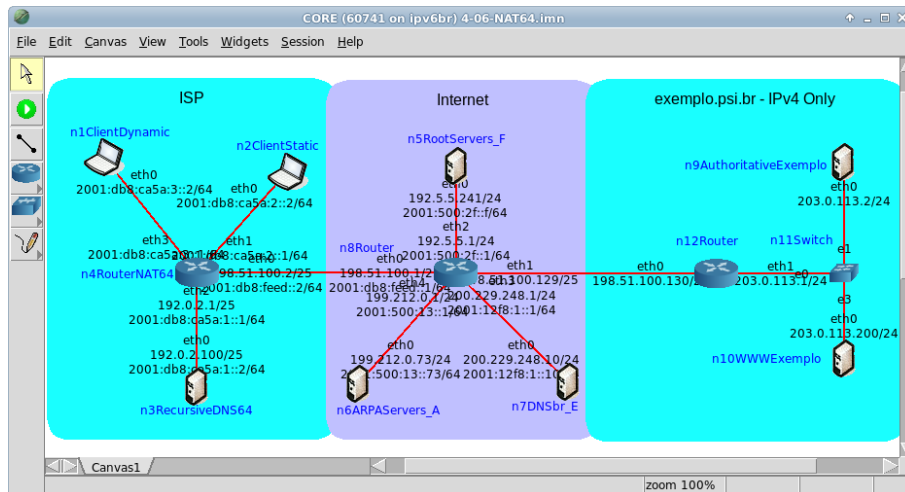 CORE (60741 on ipv6br) 4-06-NAT64.imn
File Edit Canvas View Tools Widgets Session Help
ISP
Internet
exemplo.psi.br - IPv4 Only
n1ClientDynamic
n2ClientStatic
n5RootServers_F
n9AuthoritativeExemplo
eth0
2001:db8:ca5a:3::2/64
eth0
2001:db8:ca5a:2::2/64
192.5.5.241/24
2001:500:2f::f/64
eth0
203.0.113.2/24
eth2
192.5.5.1/24
2001:500:2f::1/64
eth3
eth1
n8Router
n12Router
n11Switch
e1
n4RouterNAT64
eth0
eth1
eth0
eth1
e0
198.51.100.2/25
2001:db8:feed::2/64
198.51.100.130/
203.0.113.1/24
192.0.2.1/25
2001:db8:ca5a:1::1/64
199.212.0.1/24
2001:500:13::1/64
200.229.248.1/24
2001:12f8:1::1/64
e3
eth0
203.0.113.200/24
eth0
192.0.2.100/25
2001:db8:ca5a:1::2/64
eth0
199.212.0.73/24
eth0
200.229.248.10/24
n10WWWExemplo
n3RecursiveDNS64
n6ARPAServers_A
n7DNSbr_E
Canvas1
zoom 100%